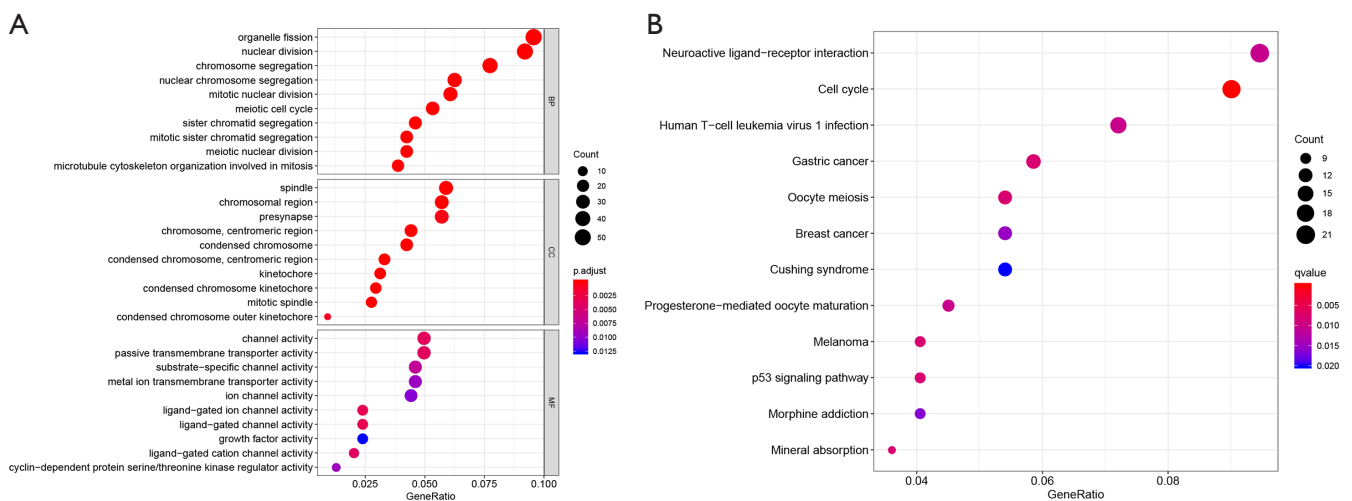 A
organelle fission
nuclear division
chromosome segregation
nuclear chromosome segregation
mitotic nuclear division
meiotic cell cycle
sister chromatid segregation
mitotic sister chromatid segregation
meiotic nuclear division
microtubule cytoskeleton organization involved in mitosis
BP
spindle
chromosomal region
presynapse
chromosome, centromeric region
condensed chromosome
condensed chromosome, centromeric region
kinetochore
condensed chromosome kinetochore
mitotic spindle
condensed chromosome outer kinetochore
CC
channel activity
passive transmembrane transporter activity
substrate-specific channel activity
metal ion transmembrane transporter activity
ion channel activity
ligand-gated ion channel activity
ligand-gated channel activity
growth factor activity
ligand-gated cation channel activity
cyclin-dependent protein serine/threonine kinase regulator activity
MF
0.025 0.050 0.075 0.100
GeneRatio
Count
10
20
30
40
50
p.adjust
0.0025
0.0050
0.0075
0.0100
0.0125
B
Neuroactive ligand−receptor interaction
Cell cycle
Human T−cell leukemia virus 1 infection
Gastric cancer
Oocyte meiosis
Breast cancer
Cushing syndrome
Progesterone−mediated oocyte maturation
Melanoma
p53 signaling pathway
Morphine addiction
Mineral absorption
0.04 0.06 0.08
GeneRatio
Count
9
12
15
18
21
qvalue
0.005
0.010
0.015
0.020